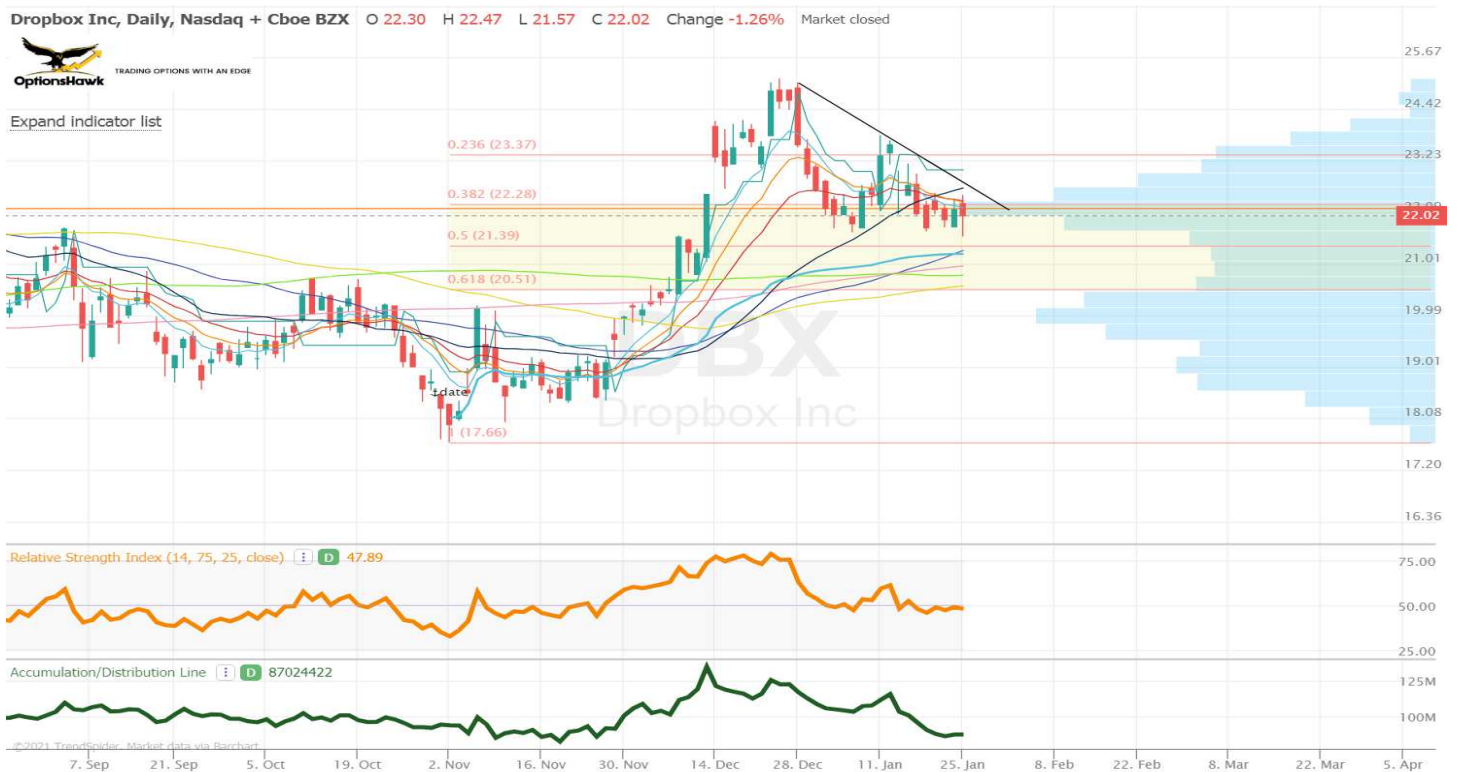 Dropbox Inc, Daily, Nasdaq + Cboe BZX O 22.30 H 22.47 L 21.57 C 22.02 Change -1.26% Market closed
OptionsHawk
TRADING OPTIONS WITH AN EDGE
Expand indicator list
25.67
24.42
0.236 (23.37)
23.23
0.382 (22.28)
22.02
0.5 (21.39)
21.01
0.618 (20.51)
19.99
DBX
19.01
Dropbox Inc
18.08
(17.66)
17.20
16.36
Relative Strength Index (14, 75, 25, close) D 47.89
75.00
50.00
25.00
Accumulation/Distribution Line D 87024422
125M
100M
©2021 TrendSpider. Market data via Barchart.
7. Sep 21. Sep 5. Oct 19. Oct 2. Nov 16. Nov 30. Nov 14. Dec 28. Dec 11. Jan 25. Jan 8. Feb 22. Feb 8. Mar 22. Mar 5. Apr